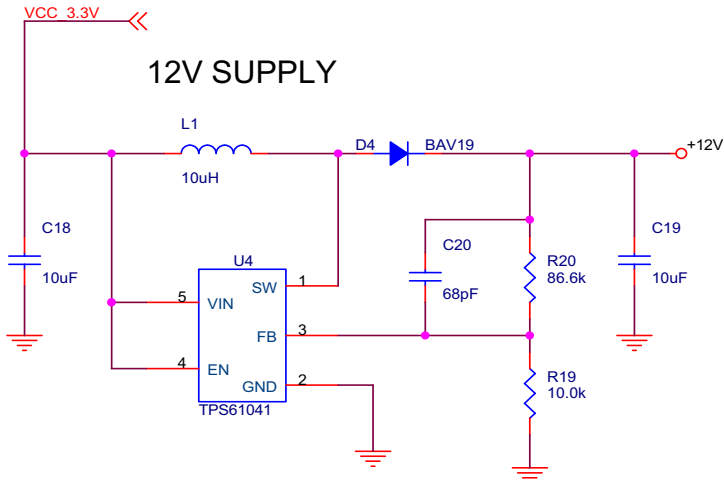 VCC_3.3V
12V SUPPLY
L1
10uH
D4
BAV19
+12V
C18
10uF
U4
SW
1
5
VIN
FB
3
4
EN
GND
2
TPS61041
C20
68pF
R20
86.6k
C19
10uF
R19
10.0k